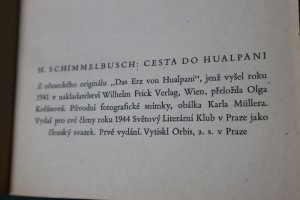 H. SCHIMMELBUSCH: CESTA DO HUALPANI
Z německého originálu „Das Erz von Hualpani", jenž vyšel roku
1941 v nakladatelství Wilhelm Frick Verlag, Wien, přeložila Olga
Kořínová. Původní fotografické snímky, obálka Karla Müllera.
Vydal pro své členy roku 1944 Světový Literární Klub v Praze jako
členský svazek. Prvé vydání. Vytiskl Orbis, a. s. v Praze